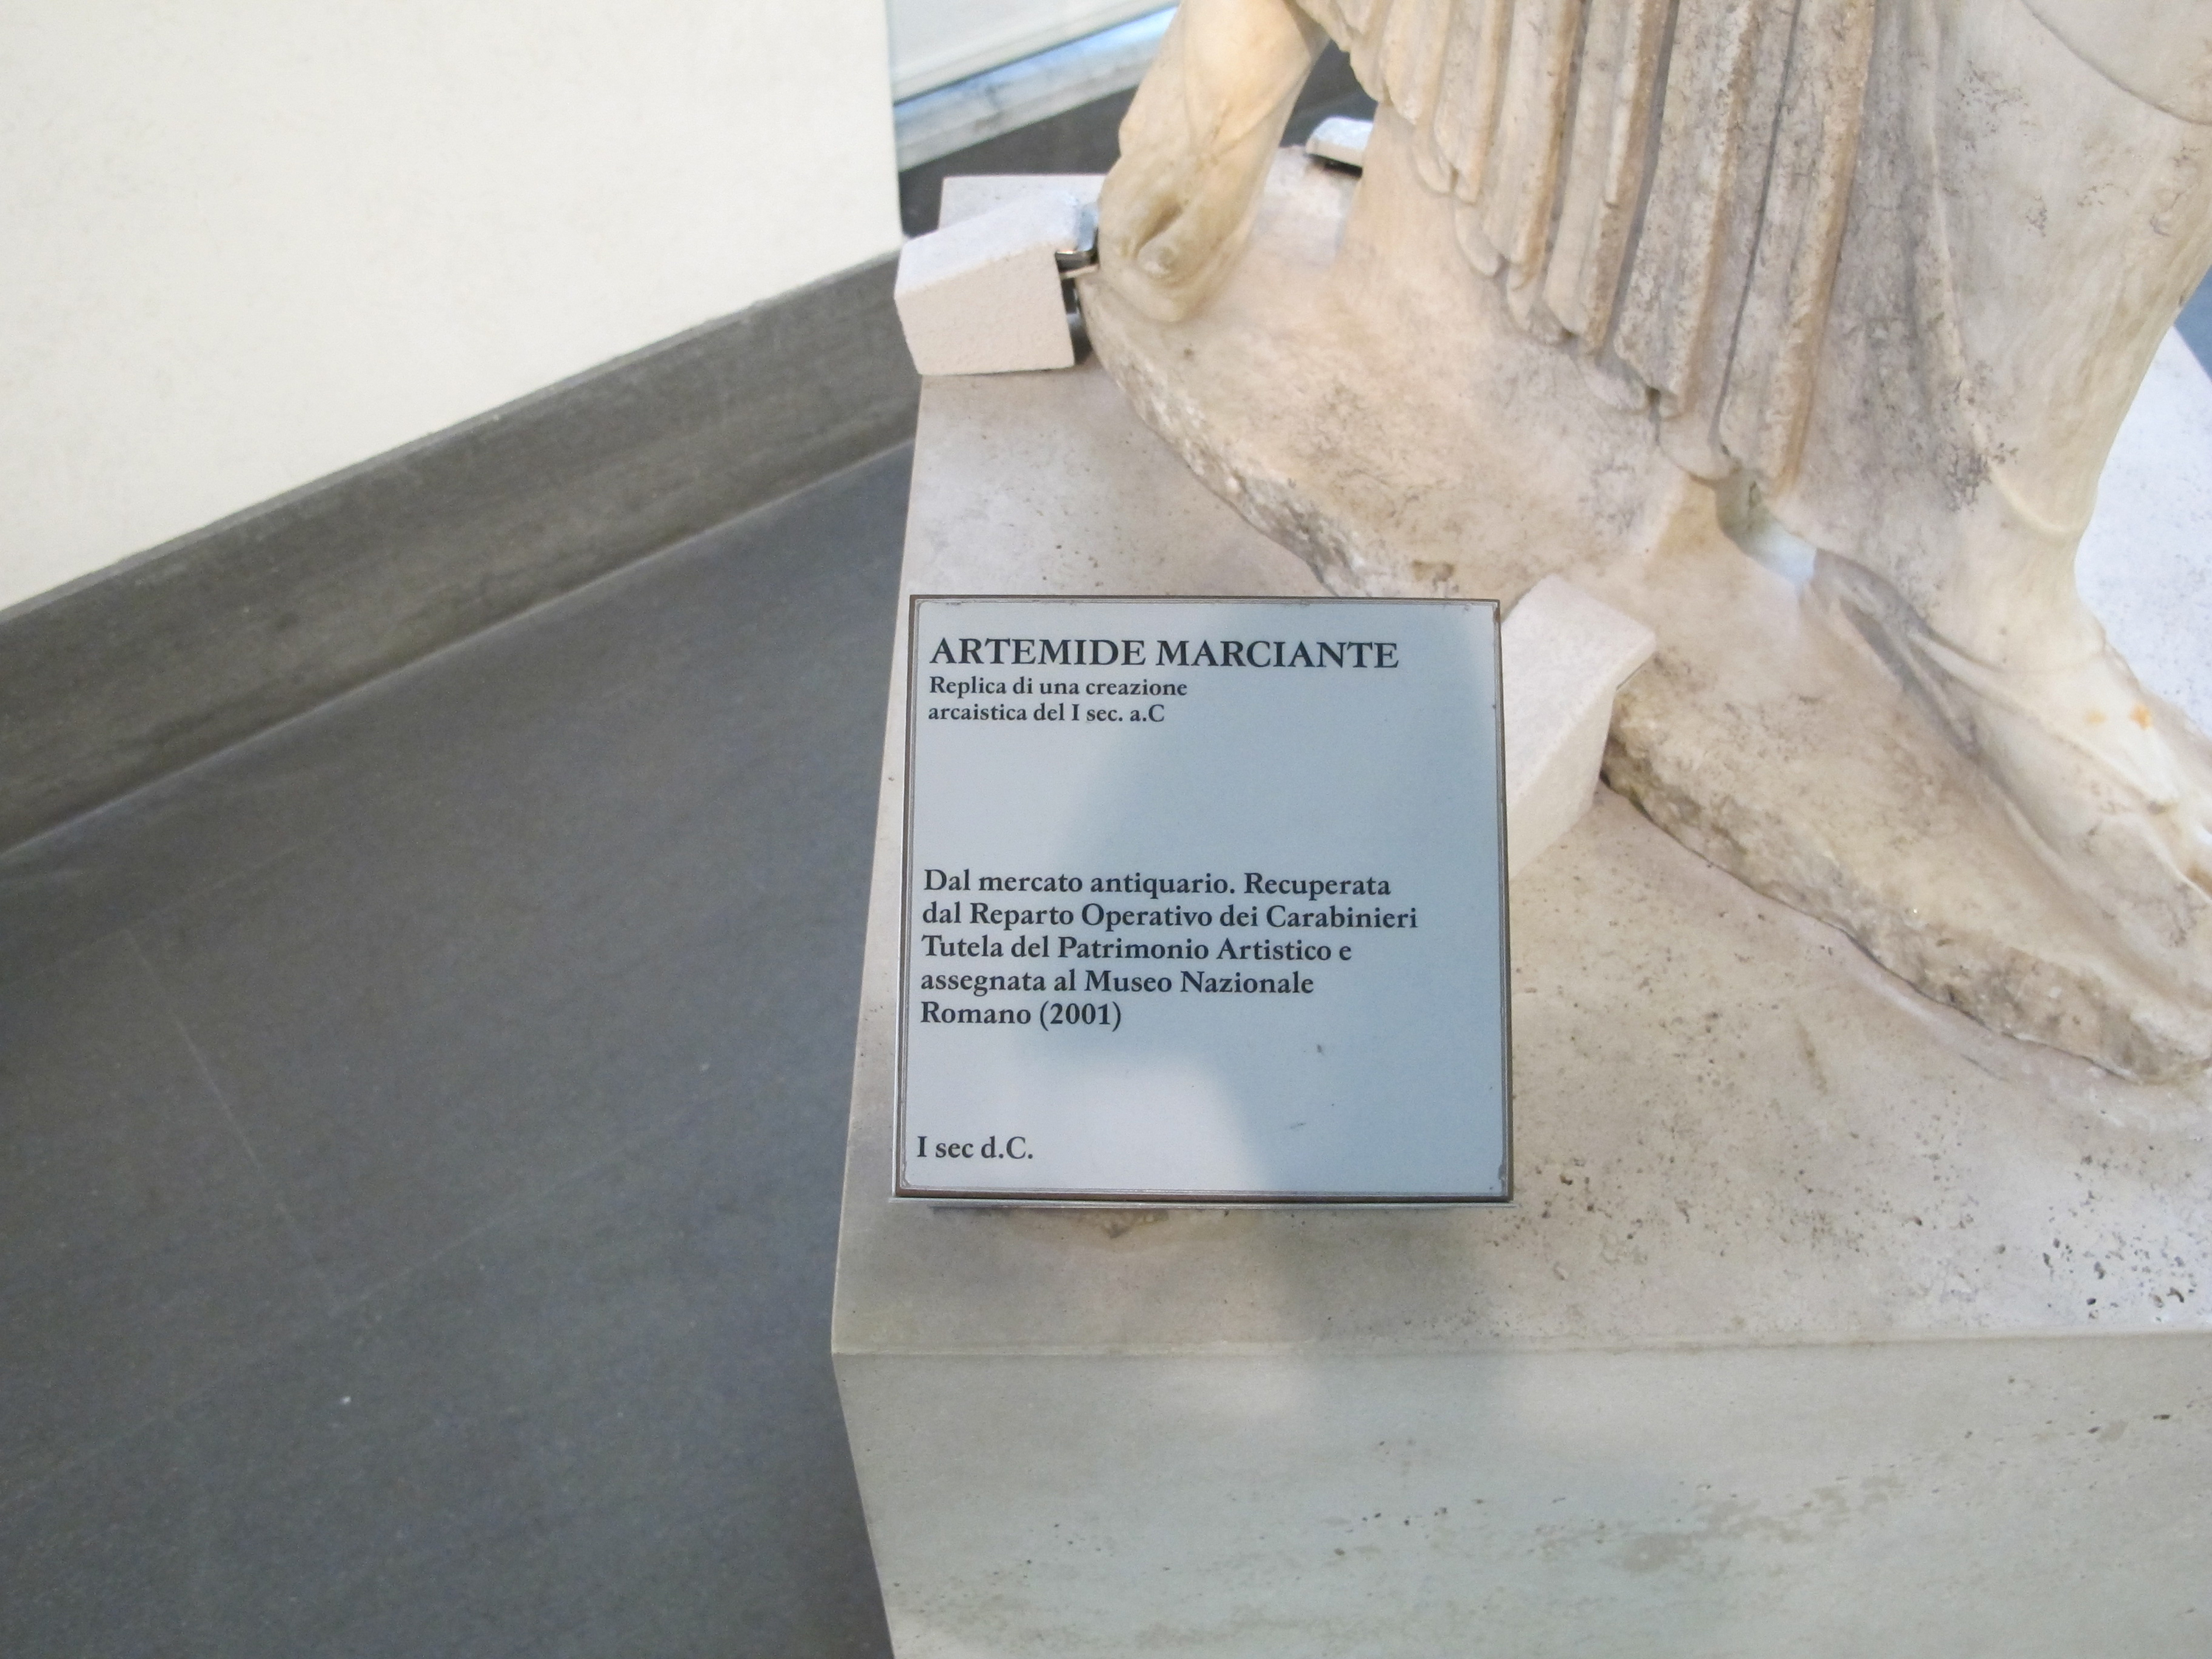 ARTEMIDE MARCIANTE
Replica di una creazione
arcaistica del I sec. a.C
Dal mercato antiquario. Recuperata
dal Reparto Operativo dei Carabinieri
Tutela del Patrimonio Artistico e
assegnata al Museo Nazionale
Romano (2001)
I sec d.C.